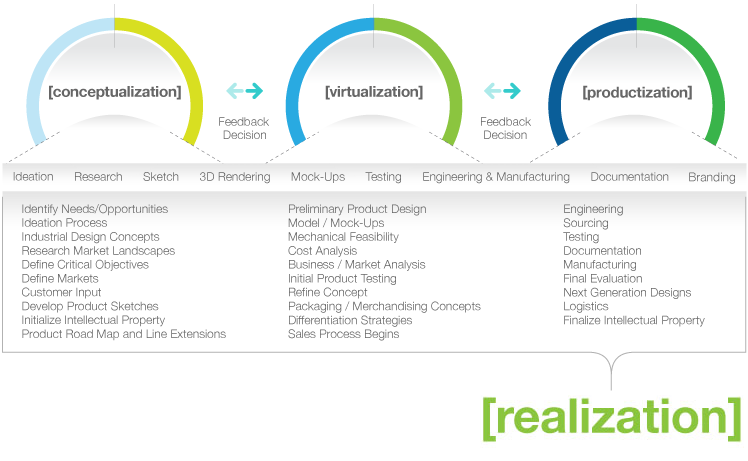 [conceptualization]
Feedback
Decision
[virtualization]
Feedback
Decision
[productization]
Ideation Research Sketch 3D Rendering Mock-Ups Testing Engineering & Manufacturing Documentation Branding
Identify Needs/Opportunities
Ideation Process
Industrial Design Concepts
Research Market Landscapes
Define Critical Objectives
Define Markets
Customer Input
Develop Product Sketches
Initialize Intellectual Property
Product Road Map and Line Extensions
Preliminary Product Design
Model / Mock-Ups
Mechanical Feasibility
Cost Analysis
Business / Market Analysis
Initial Product Testing
Refine Concept
Packaging / Merchandising Concepts
Differentiation Strategies
Sales Process Begins
Engineering
Sourcing
Testing
Documentation
Manufacturing
Final Evaluation
Next Generation Designs
Logistics
Finalize Intellectual Property
[realization]